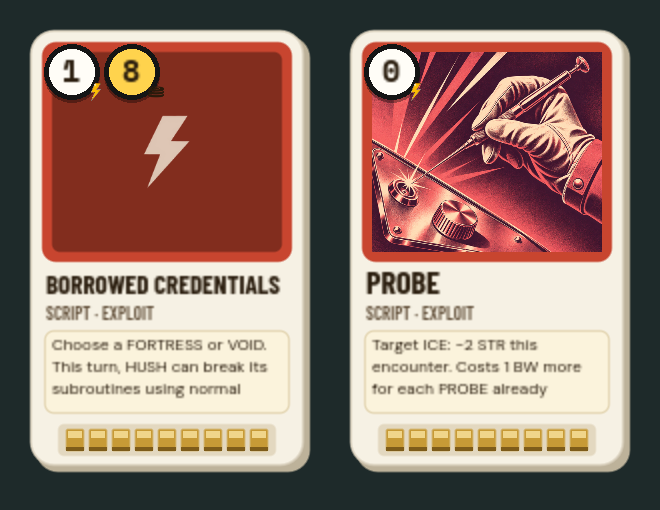 1 8
BORROWED CREDENTIALS
SCRIPT - EXPLOIT
Choose a FORTRESS or VOID.
This turn, HUSH can break its
subroutines using normal
0
PROBE
SCRIPT - EXPLOIT
Target ICE: -2 STR this
encounter. Costs 1 BW more
for each PROBE already